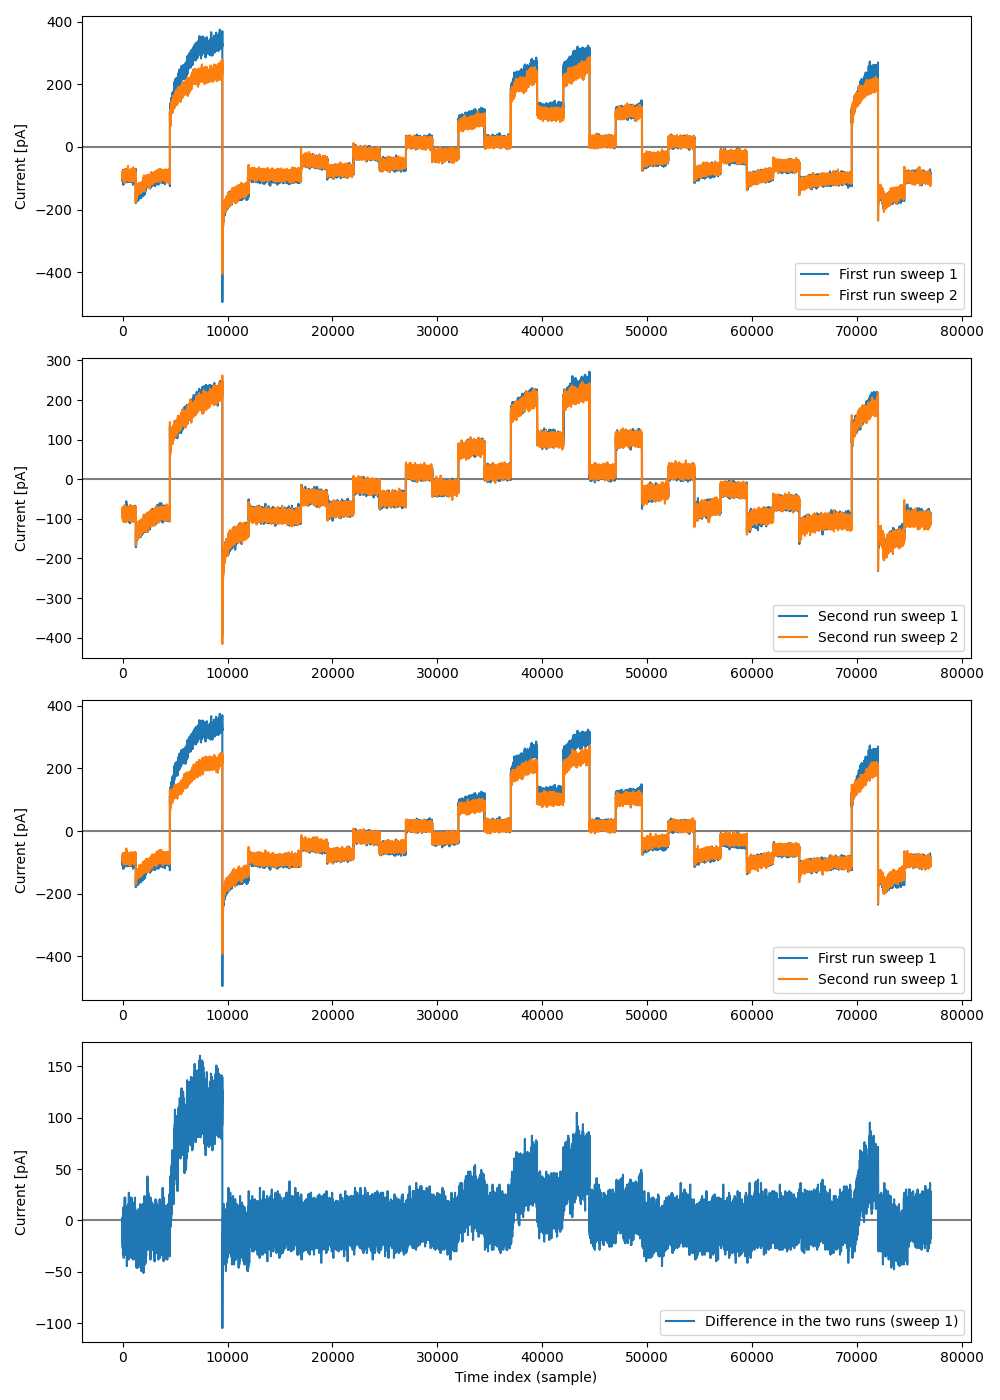 400
200
0
−200
−400
Current [pA]
First run sweep 1
First run sweep 2
0 10000 20000 30000 40000 50000 60000 70000 80000
300
200
100
0
−100
−200
−300
−400
Current [pA]
Second run sweep 1
Second run sweep 2
0 10000 20000 30000 40000 50000 60000 70000 80000
400
200
0
−200
−400
Current [pA]
First run sweep 1
Second run sweep 1
0 10000 20000 30000 40000 50000 60000 70000 80000
150
100
50
0
−50
−100
Current [pA]
Difference in the two runs (sweep 1)
0 10000 20000 30000 40000 50000 60000 70000 80000
Time index (sample)